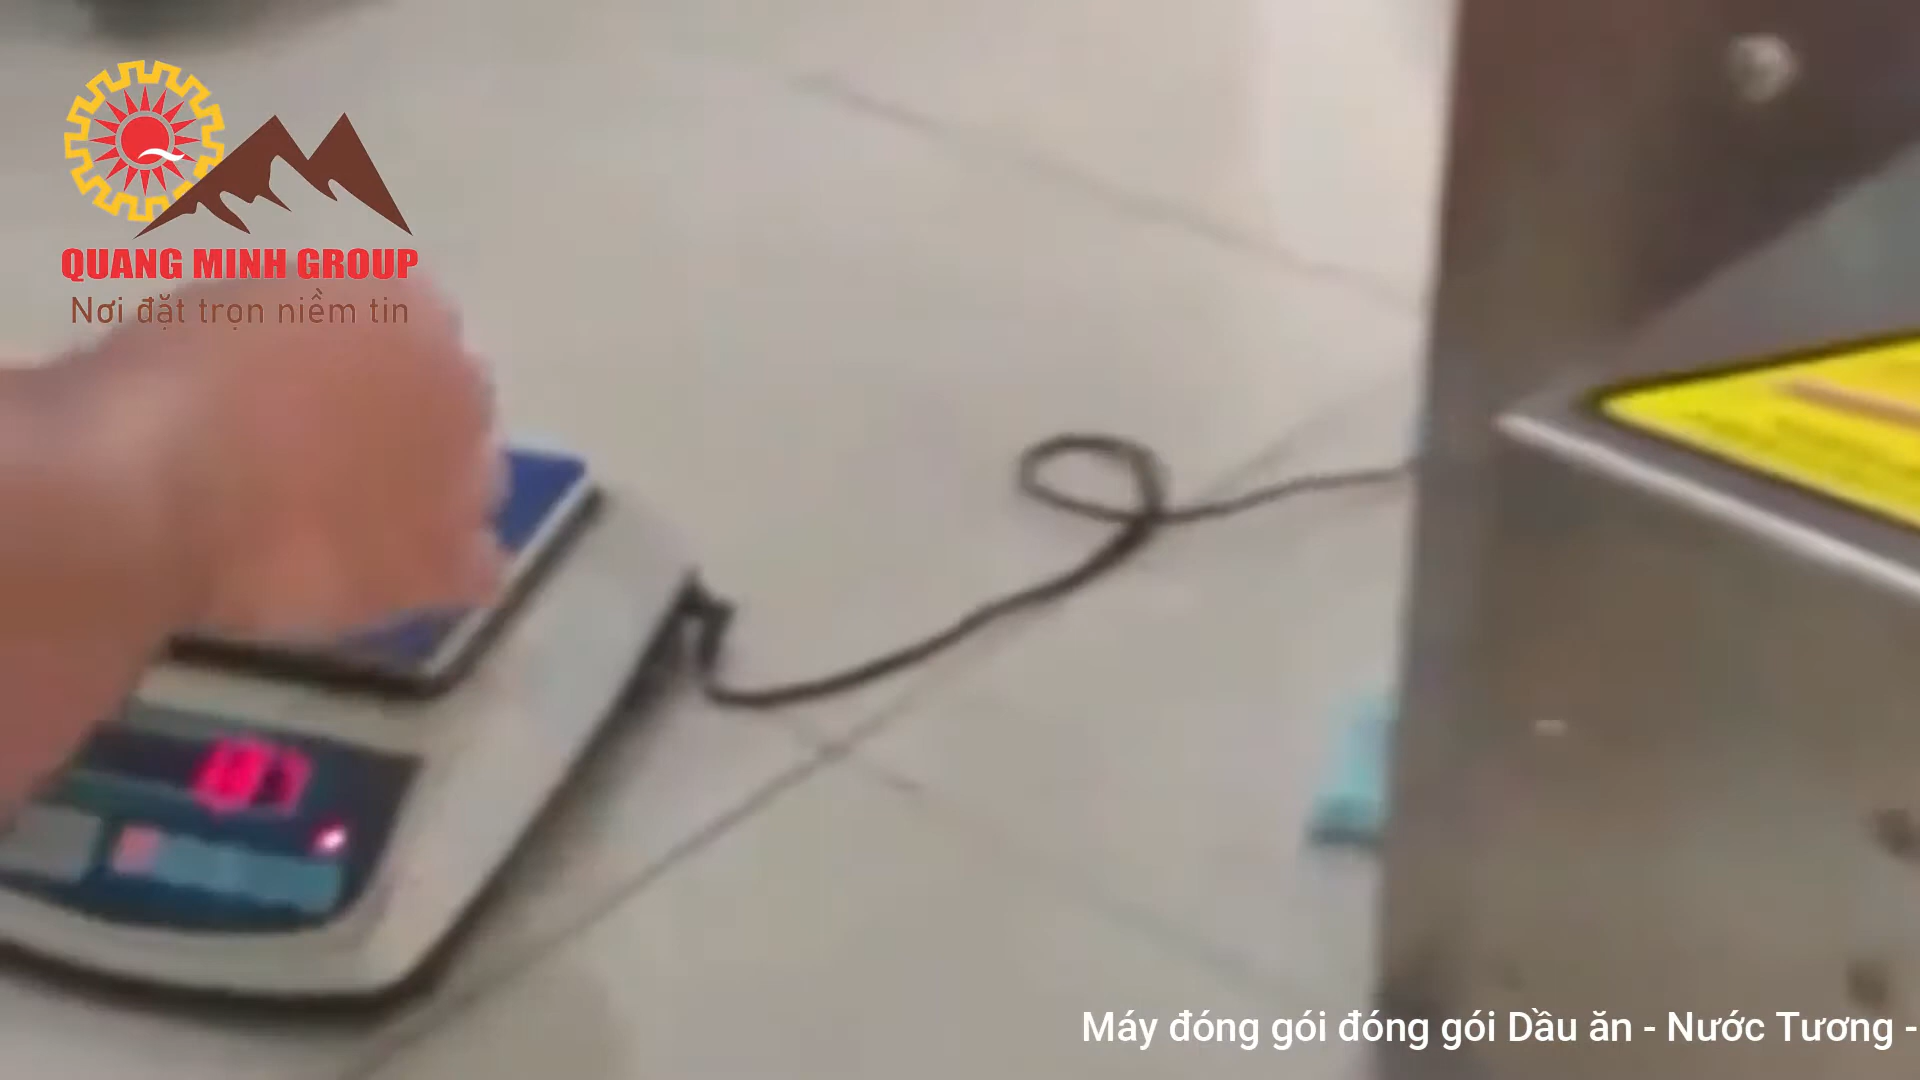 QUANG MINH GROUP
Nơi đặt trọn niềm tin
Máy đóng gói đóng gói Dầu ăn - Nước Tương -